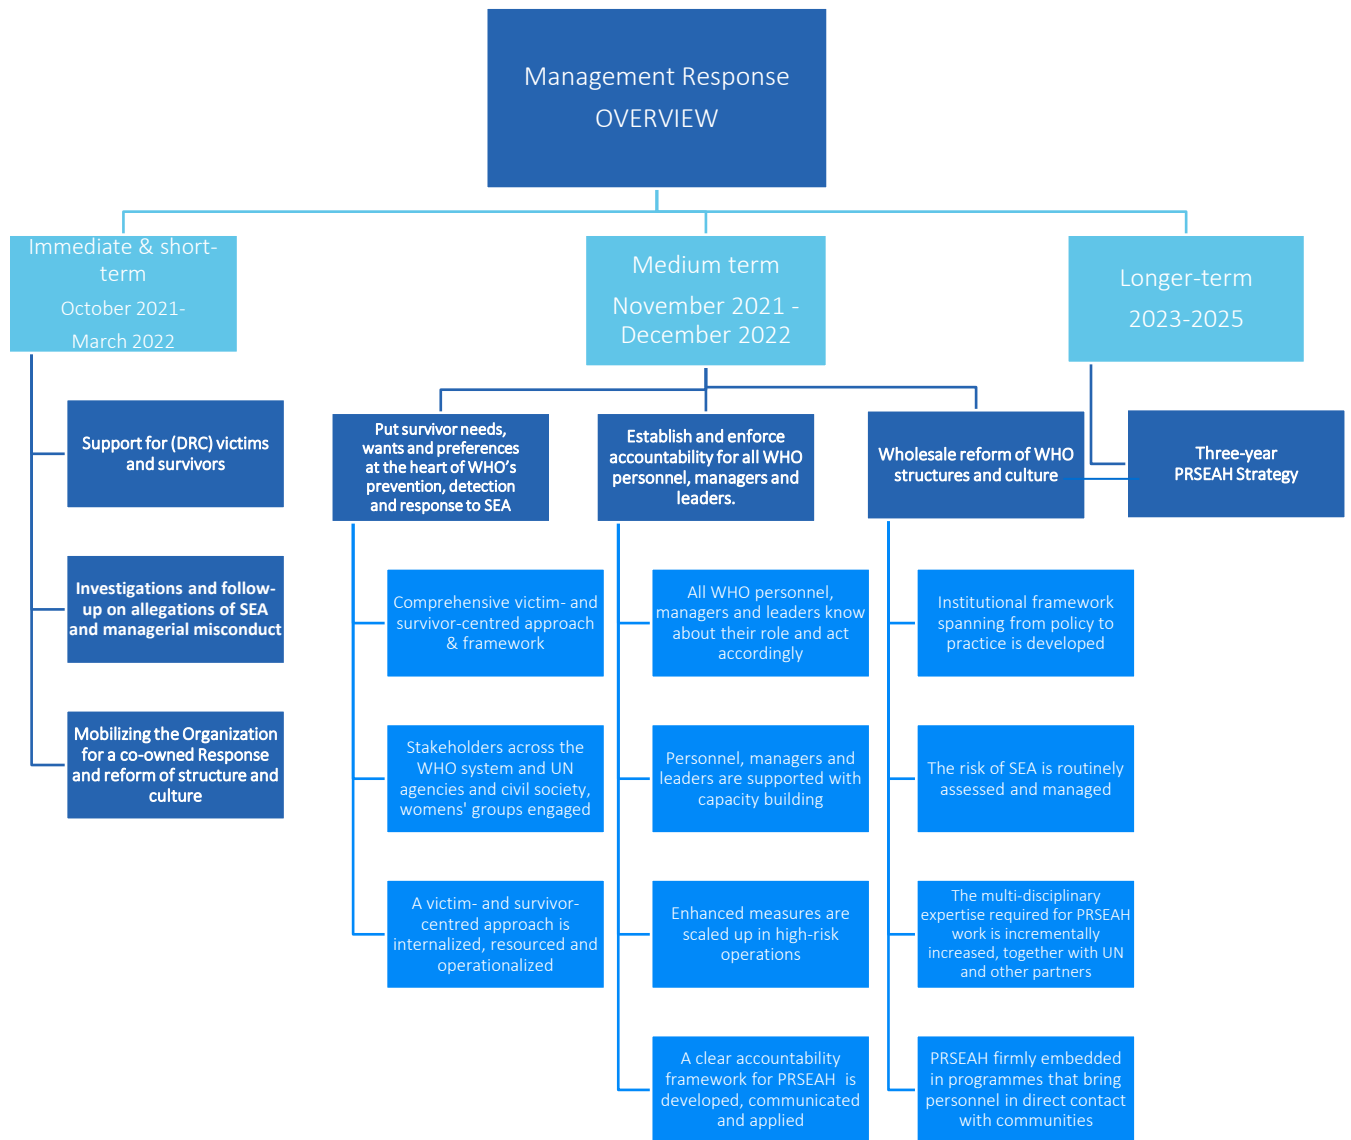 Management Response
OVERVIEW
Immediate & short-
term
October 2021-
March 2022
Medium term
November 2021 -
December 2022
Longer-term
2023-2025
Support for (DRC) victims
and survivors
Investigations and follow-
up on allegations of SEA
and managerial misconduct
Mobilizing the Organization
for a co-owned Response
and reform of structure and
culture
Put survivor needs,
wants and preferences
at the heart of WHO’s
prevention, detection
and response to SEA
Comprehensive victim- and
survivor-centred approach
& framework
Stakeholders across the
WHO system and UN
agencies and civil society,
womens' groups engaged
A victim- and survivor-
centred approach is
internalized, resourced and
operationalized
Establish and enforce
accountability for all WHO
personnel, managers and
leaders.
All WHO personnel,
managers and leaders know
about their role and act
accordingly
Personnel, managers and
leaders are supported with
capacity building
Enhanced measures are
scaled up in high-risk
operations
A clear accountability
framework for PRSEAH is
developed, communicated
and applied
Wholesale reform of WHO
structures and culture
Institutional framework
spanning from policy to
practice is developed
The risk of SEA is routinely
assessed and managed
The multi-disciplinary
expertise required for PRSEAH
work is incrementally
increased, together with UN
and other partners
PRSEAH firmly embedded
in programmes that bring
personnel in direct contact
with communities
Three-year
PRSEAH Strategy